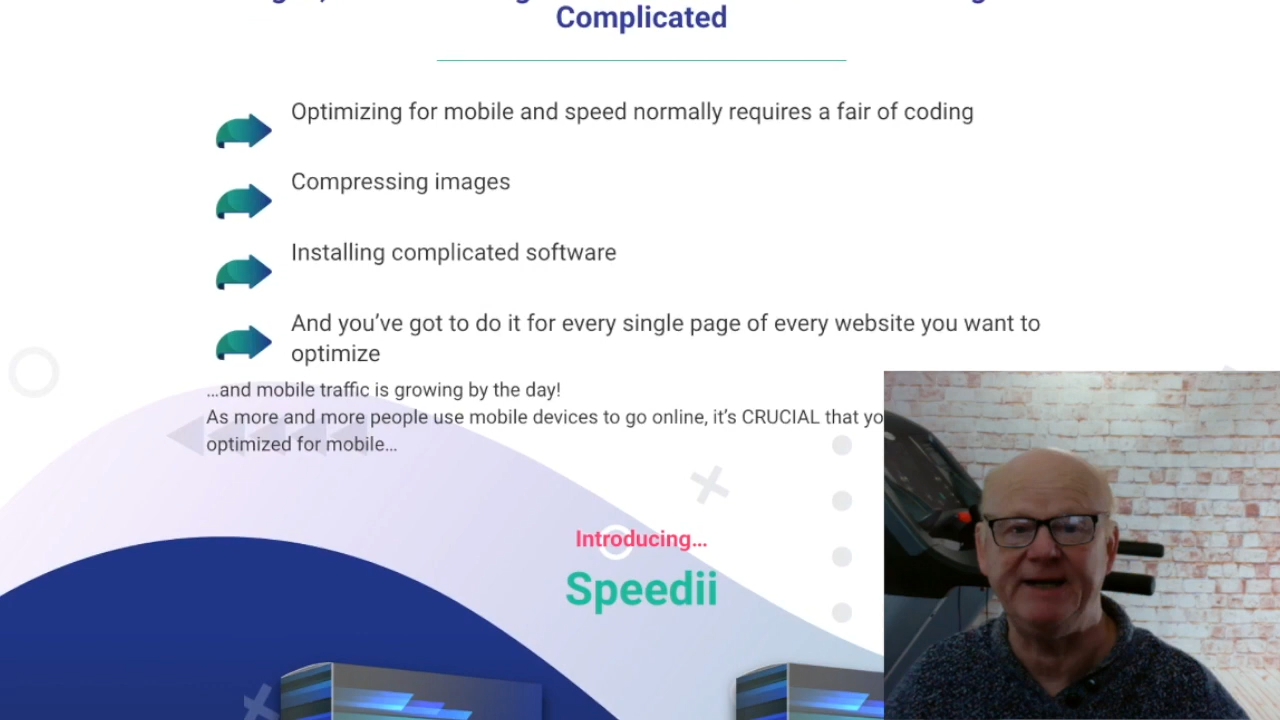 Complicated
Optimizing for mobile and speed normally requires a fair of coding
Compressing images
Installing complicated software
And you’ve got to do it for every single page of every website you want to
optimize
…and mobile traffic is growing by the day!
As more and more people use mobile devices to go online, it’s CRUCIAL that
optimized for mobile…
Introducing…
Speedii